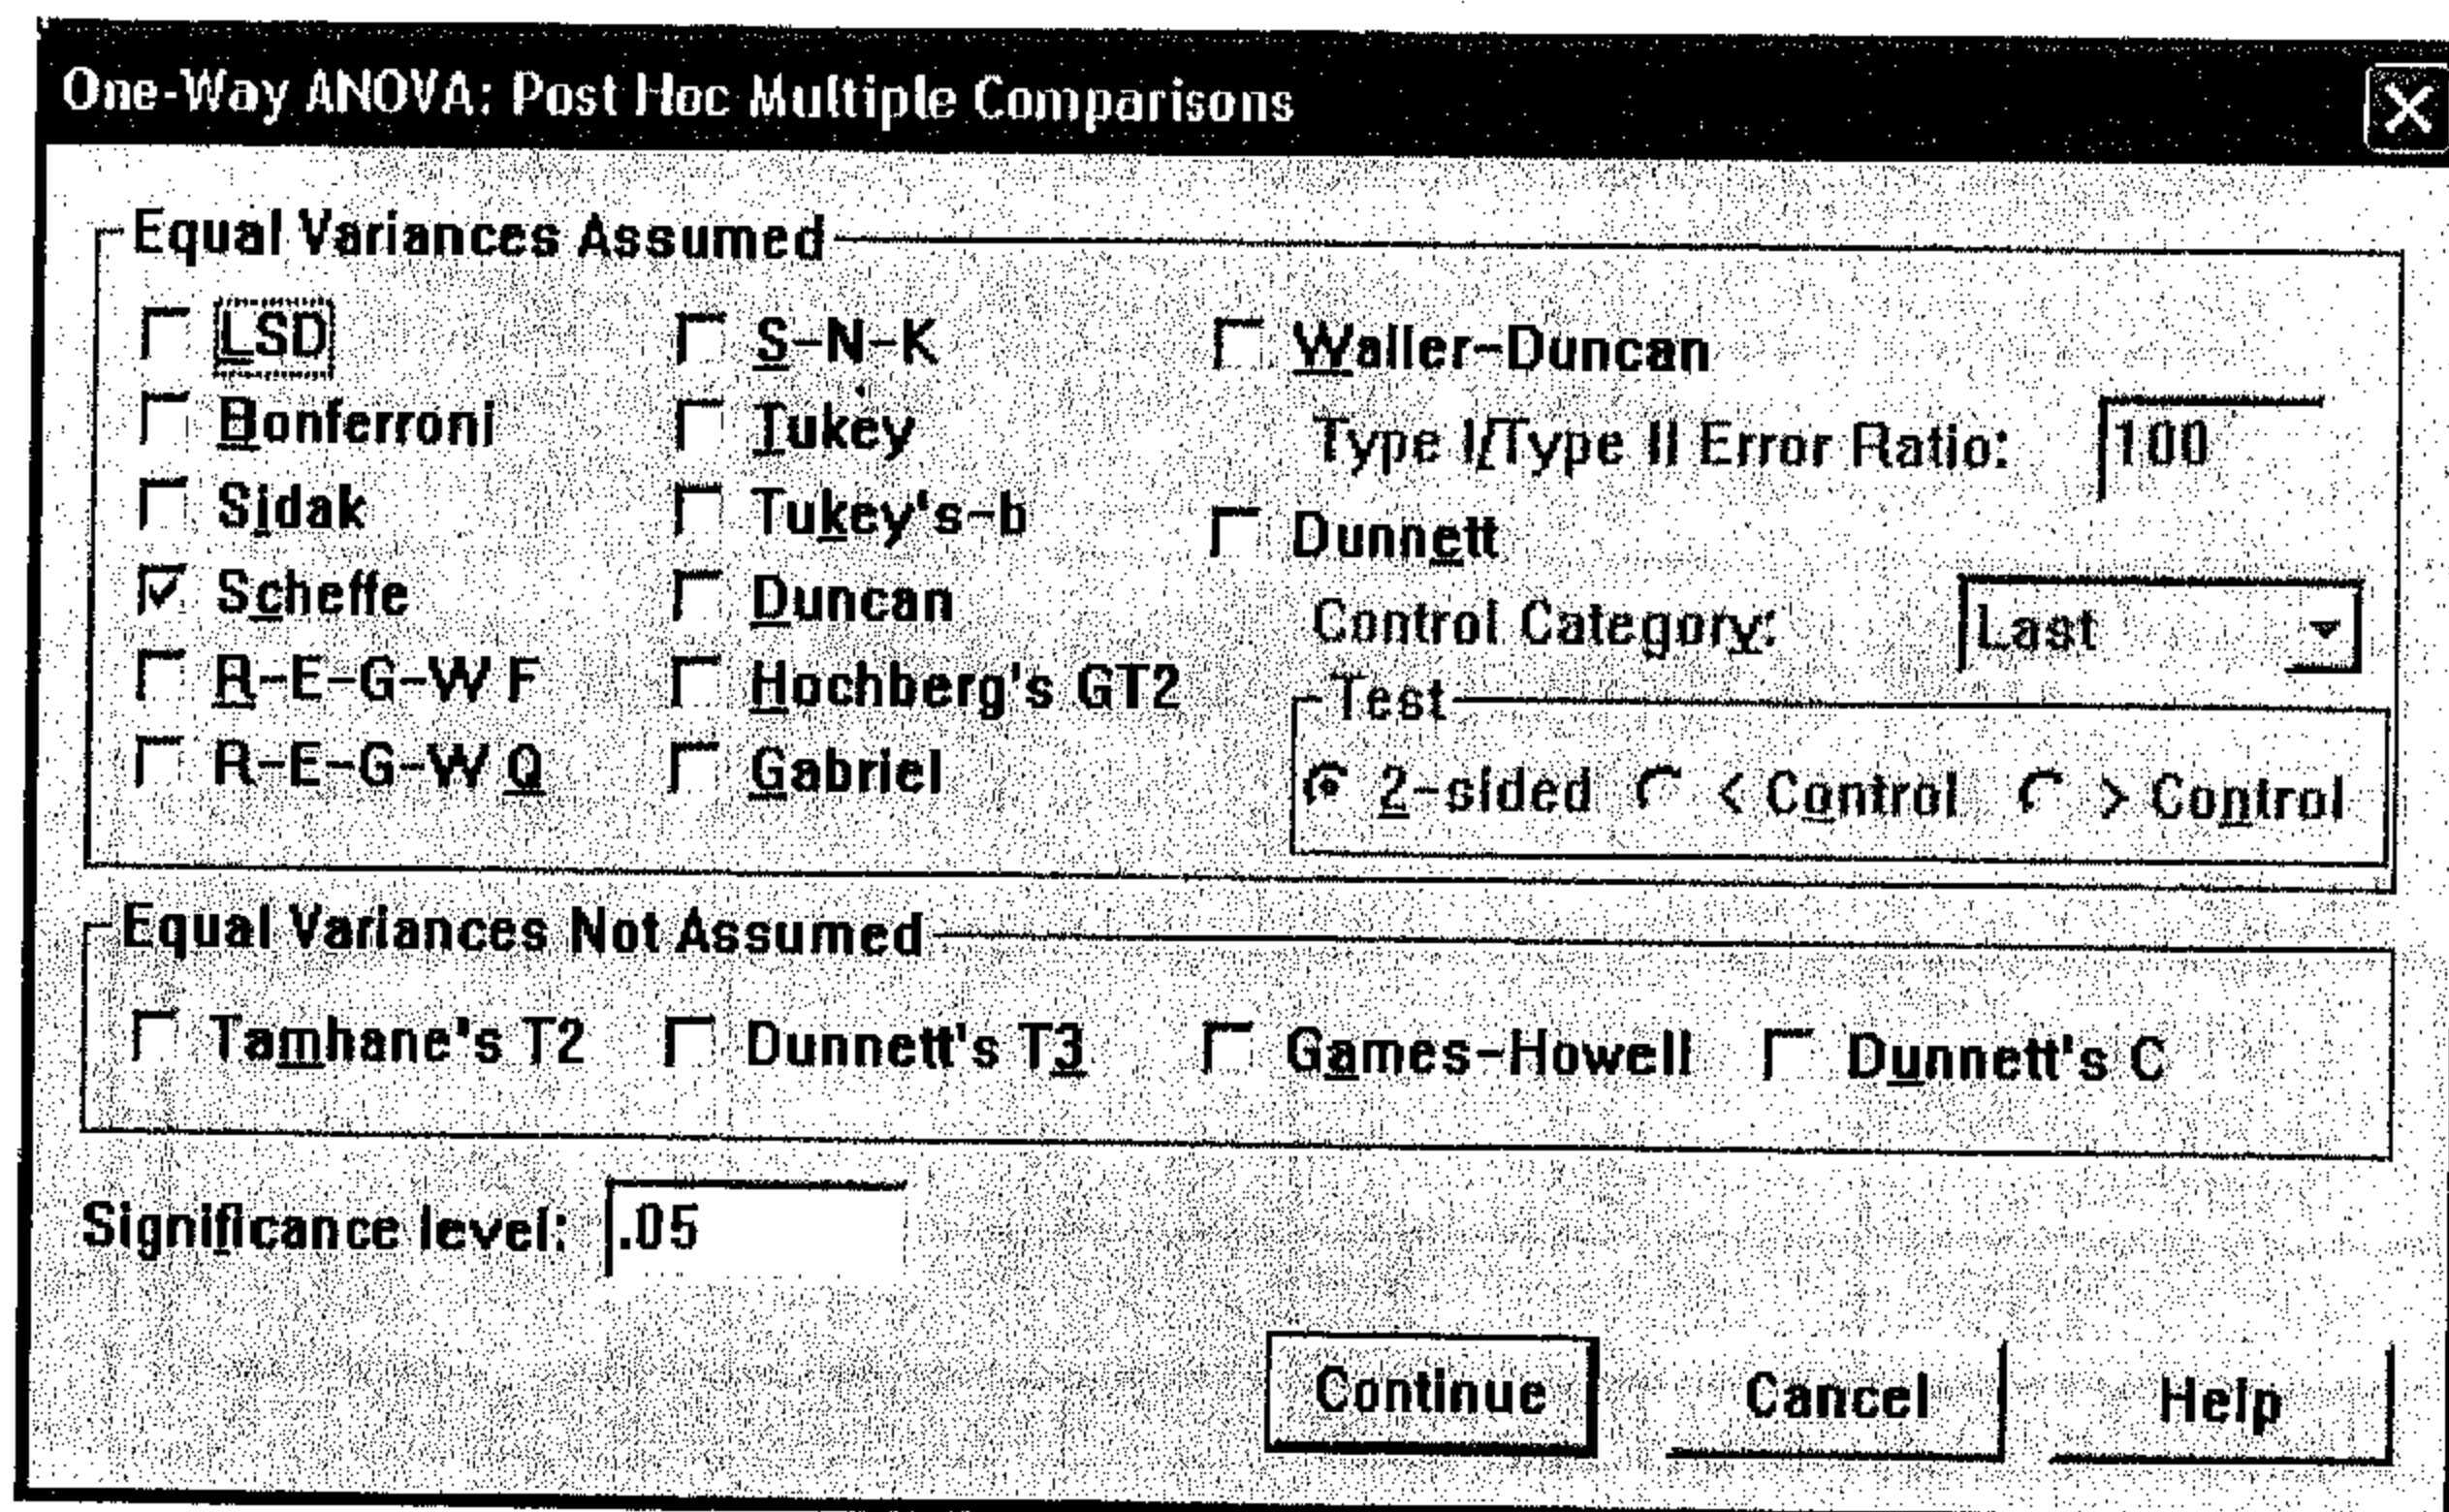 One-Way ANOVA: Post Hoc Multiple Comparisons
Equal Variances Assumed
LSD
Bonferroni
Sidak
Scheffe
R-E-G-W F
R-E-G-W Q
S-N-K
Tukey
Tukey's-b
Duncan
Hochberg's GT2
Gabriel
Waller-Duncan
Type I/Type II Error Ratio: 100
Dunnett
Control Category: Last
Test
2-sided < Control > Control
Equal Variances Not Assumed
Tamhane's T2 Dunnett's T3 Games-Howell Dunnett's C
Significance level: .05
Continue Cancel Help